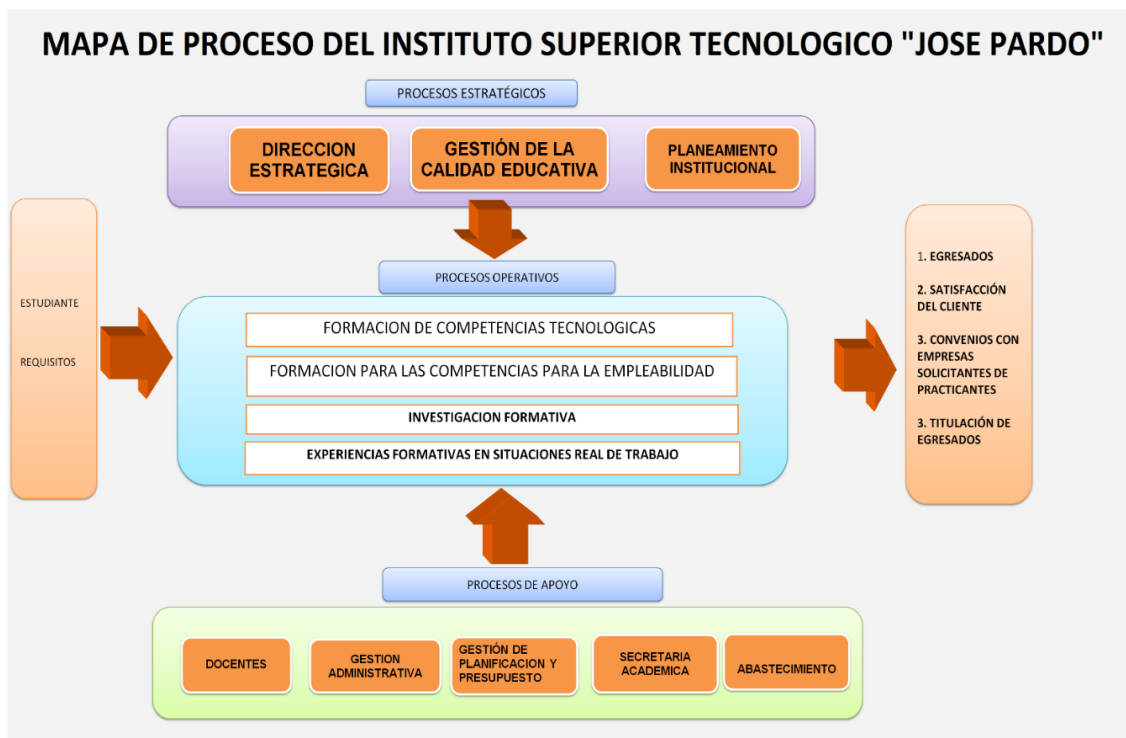 MAPA DE PROCESO DEL INSTITUTO SUPERIOR TECNOLOGICO "JOSE PARDO"
PROCESOS ESTRATÉGICOS
DIRECCION
ESTRATEGICA
GESTIÓN DE LA
CALIDAD EDUCATIVA
PLANEAMIENTO
INSTITUCIONAL
ESTUDIANTE
REQUISITOS
PROCESOS OPERATIVOS
FORMACION DE COMPETENCIAS TECNOLOGICAS
FORMACION PARA LAS COMPETENCIAS PARA LA EMPLEABILIDAD
INVESTIGACION FORMATIVA
EXPERIENCIAS FORMATIVAS EN SITUACIONES REAL DE TRABAJO
1. EGRESADOS
2. SATISFACCIÓN
DEL CLIENTE
3. CONVENIOS CON
EMPRESAS
SOLICITANTES DE
PRACTICANTES
3. TITULACIÓN DE
EGRESADOS
PROCESOS DE APOYO
DOCENTES
GESTION
ADMINISTRATIVA
GESTIÓN DE
PLANIFICACION Y
PRESUPUESTO
SECRETARIA
ACADEMICA
ABASTECIMIENTO